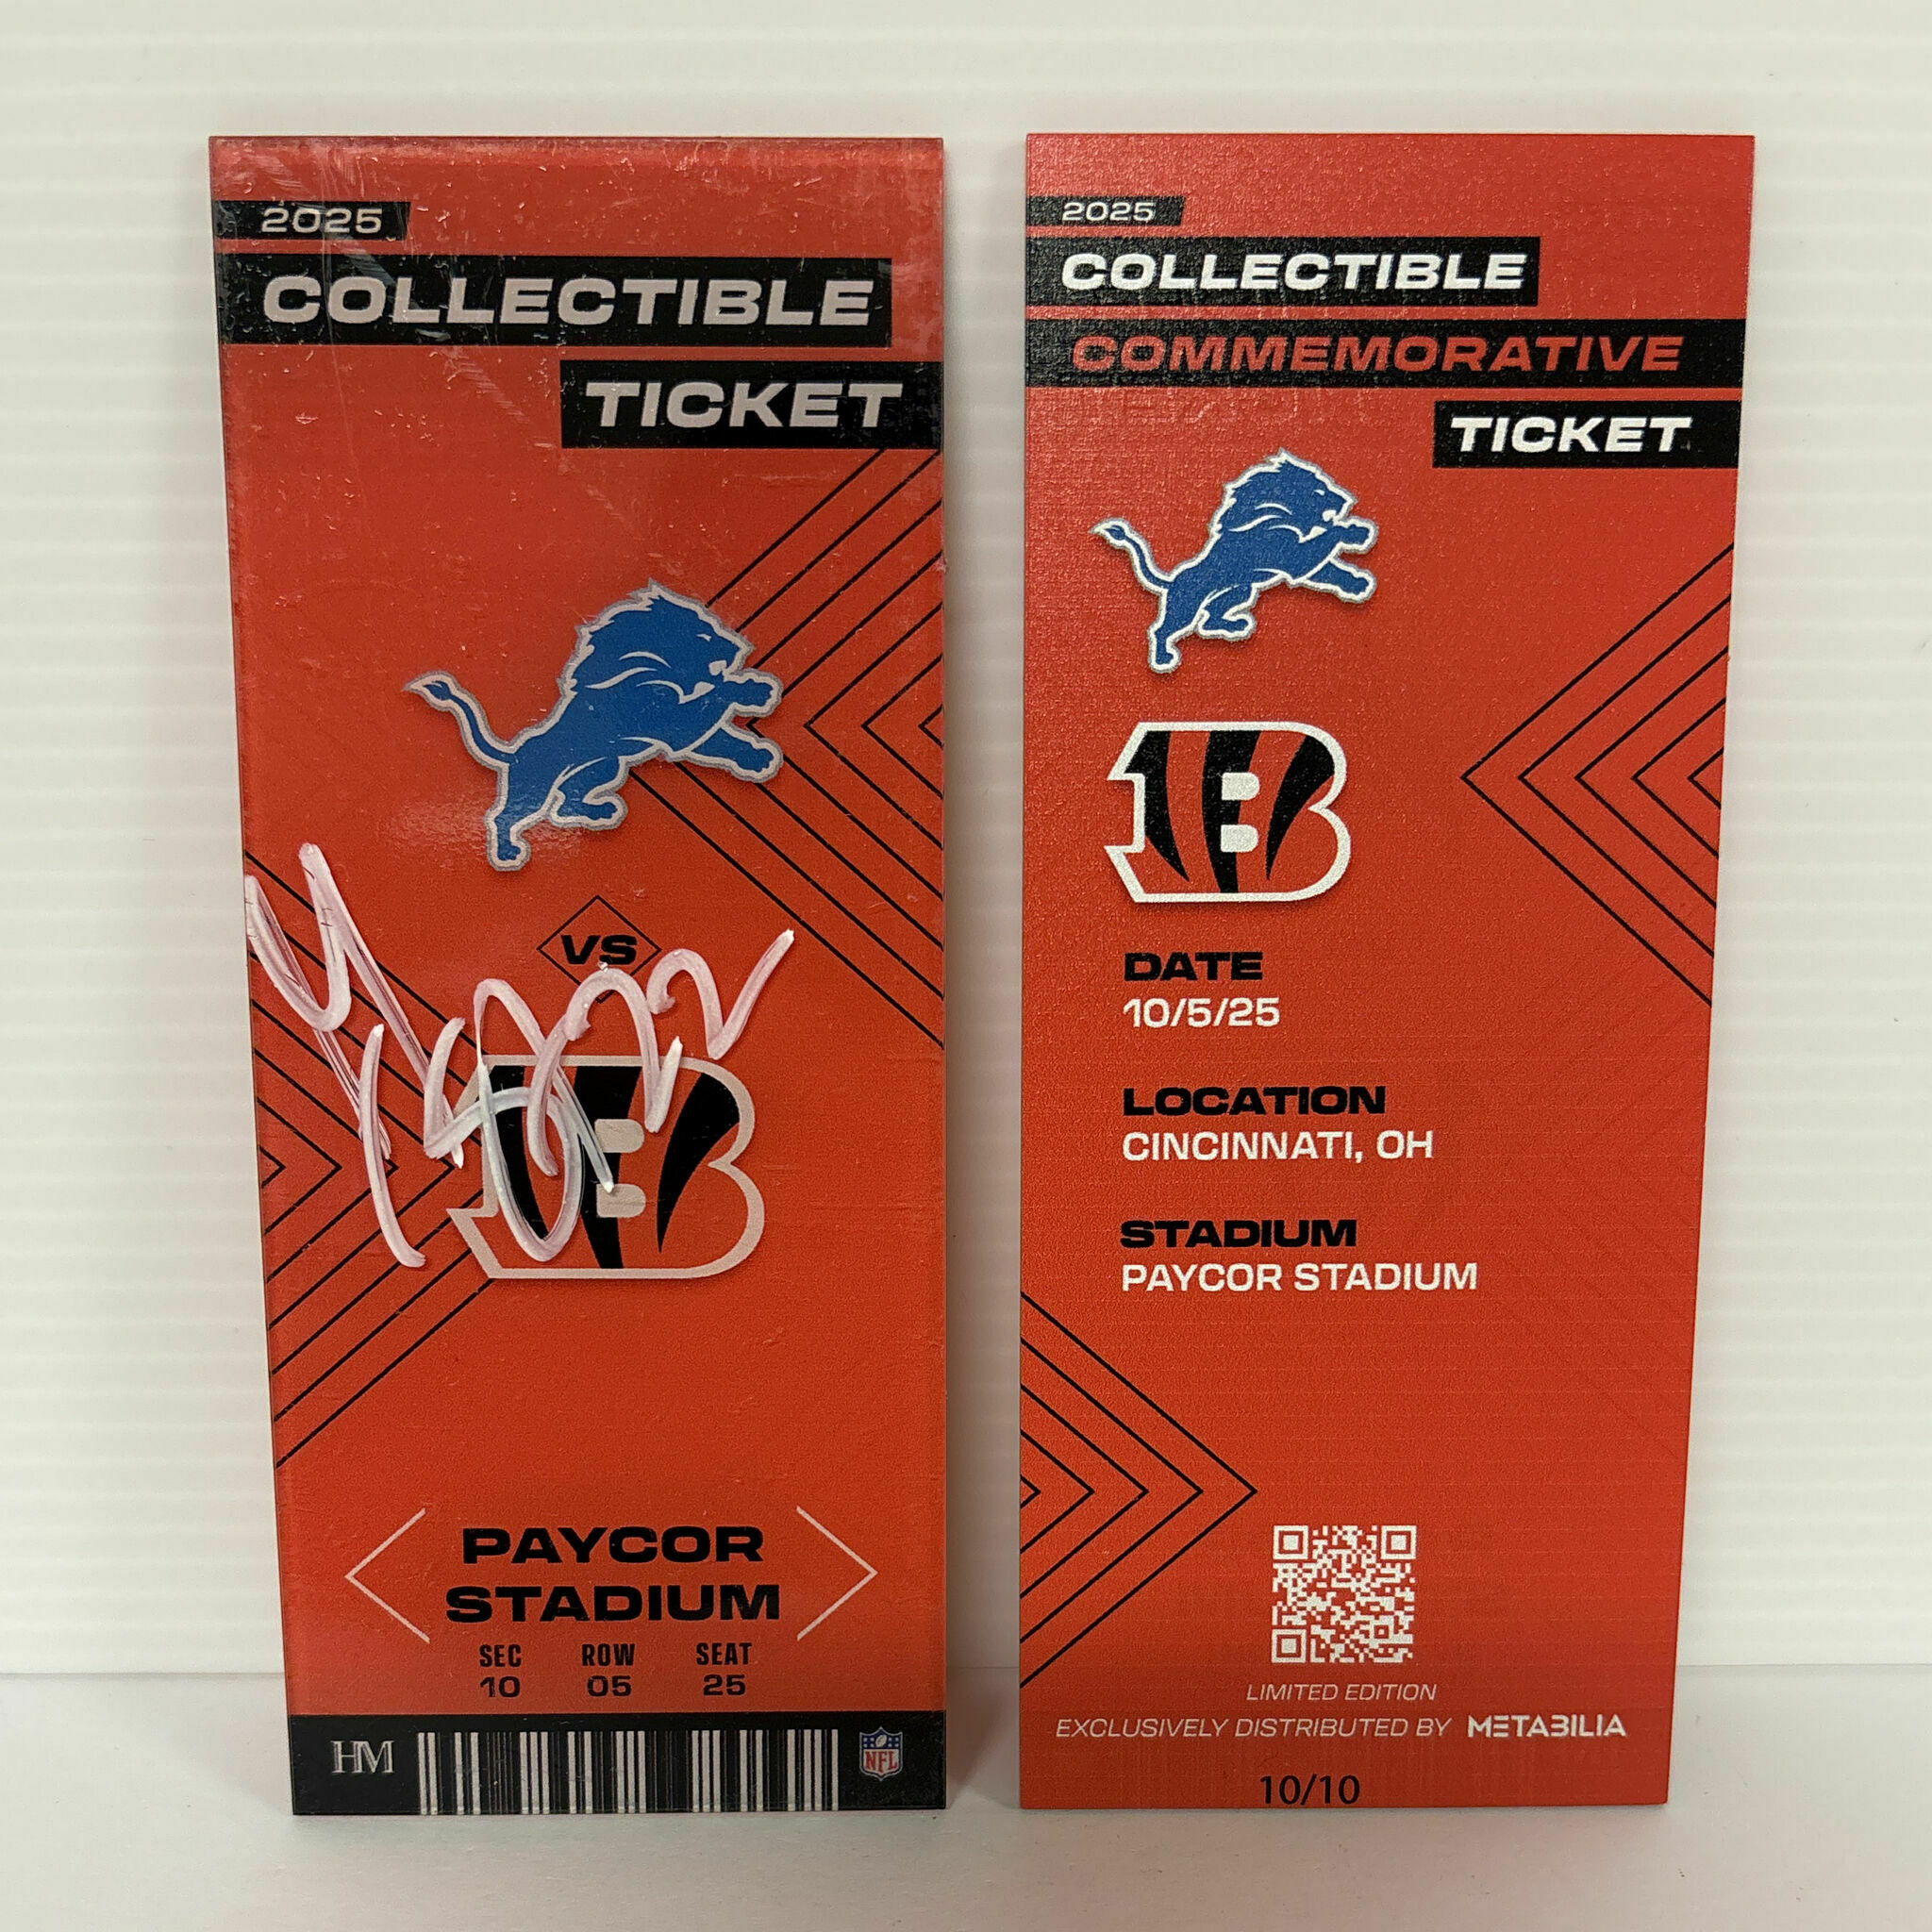 2025
COLLECTIBLE
TICKET
VS
PAYCOR
STADIUM
SEC ROW SEAT
10 05 25
HM
NFL
2025
COLLECTIBLE
COMMEMORATIVE
TICKET
B
DATE
10/5/25
LOCATION
CINCINNATI, OH
STADIUM
PAYCOR STADIUM
LIMITED EDITION
EXCLUSIVELY DISTRIBUTED BY METABILIA
10/10